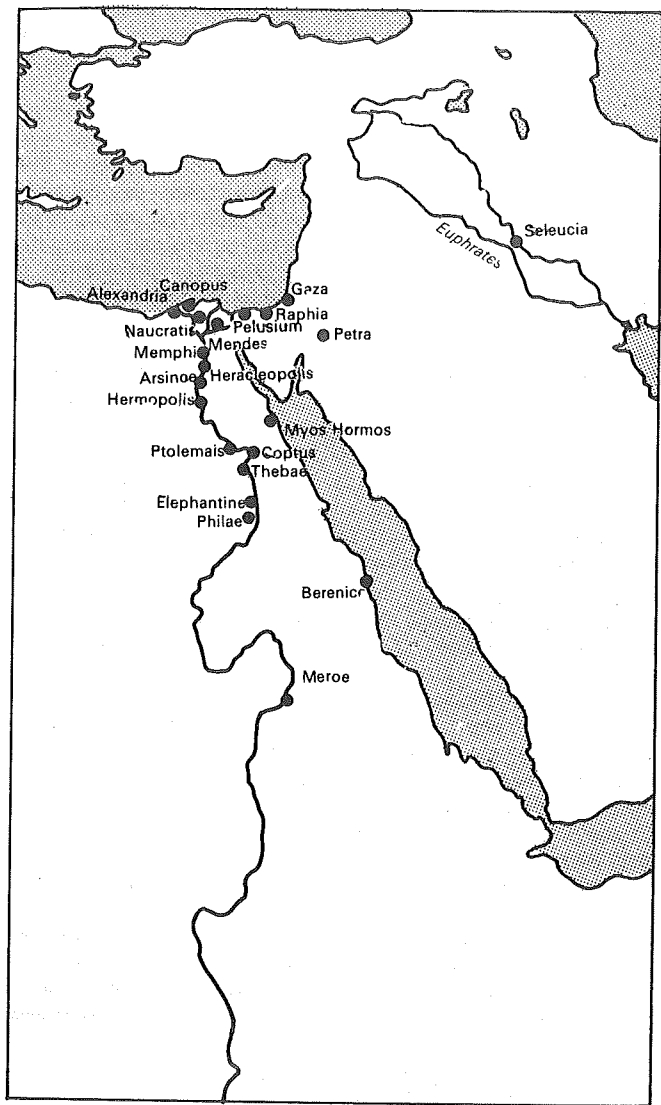 Euphrates
Seleucia
Canopus
Gaza
Alexandria
Raphia
Naucratis
Pelusium
Petra
Mendes
Memphi
Arsinoe
Heracleopolis
Hermopolis
Myos Hormos
Ptolemais
Coptus
Thebae
Elephantine
Philae
Berenice
Meroe